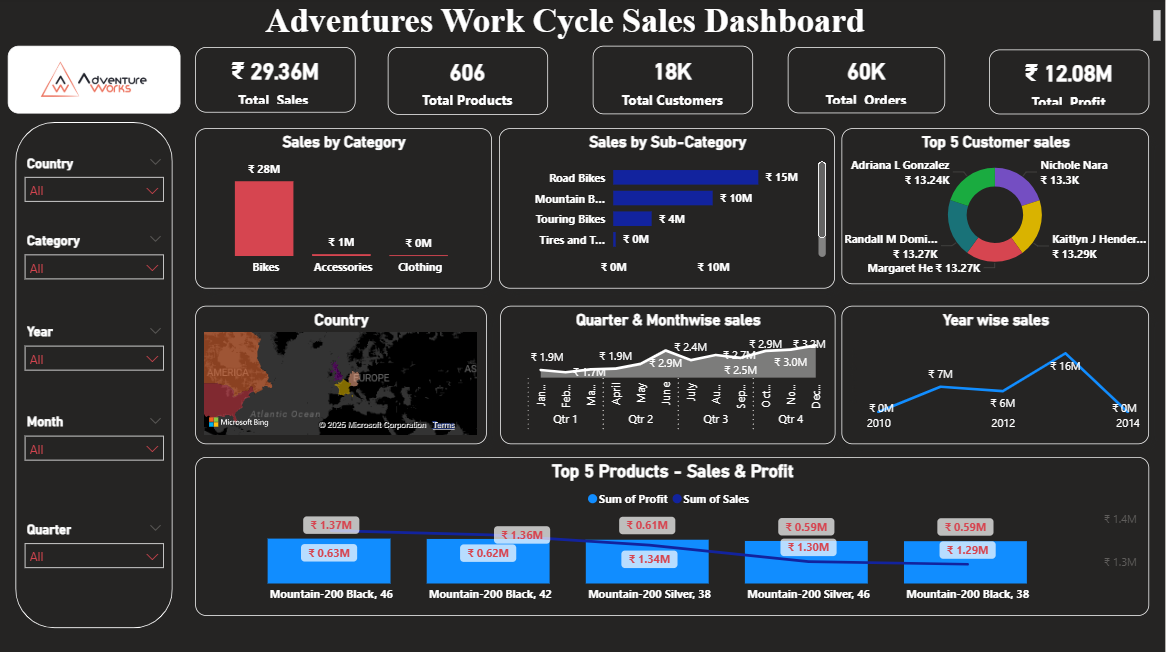 Adventures Work Cycle Sales Dashboard
Adventure
Works
₹ 29.36M
Total Sales
606
Total Products
18K
Total Customers
60K
Total Orders
₹ 12.08M
Total Profit
Country
All
Category
All
Year
All
Month
All
Quarter
All
Sales by Category
₹ 28M
₹ 1M
₹ 0M
Bikes
Accessories
Clothing
Sales by Sub-Category
Road Bikes
₹ 15M
Mountain B...
₹ 10M
Touring Bikes
₹ 4M
Tires and T...
₹ 0M
₹ 0M
₹ 10M
Top 5 Customer sales
Adriana L Gonzalez
₹ 13.24K
Nichole Nara
₹ 13.3K
Randall M Domi...
₹ 13.27K
Kaitlyn J Hender...
₹ 13.29K
Margaret He ₹ 13.27K
Country
AMERICA
EUROPE
AS
Atlantic Ocean
Microsoft Bing
© 2025 Microsoft Corporation Terms
Quarter & Monthwise sales
₹ 1.9M
₹ 1.7M
₹ 1.9M
₹ 2.9M
₹ 2.4M
₹ 2.7M
₹ 2.5M
₹ 2.9M
₹ 3.0M
₹ 3.2M
Jan...
Feb...
Ma...
April
May
June
July
Au...
Sep...
Oct...
No...
Dec...
Qtr 1
Qtr 2
Qtr 3
Qtr 4
Year wise sales
₹ 0M
₹ 7M
₹ 6M
₹ 16M
₹ 0M
2010
2012
2014
Top 5 Products - Sales & Profit
Sum of Profit
Sum of Sales
₹ 1.37M
₹ 1.36M
₹ 0.61M
₹ 0.59M
₹ 0.59M
₹ 0.63M
₹ 0.62M
₹ 1.34M
₹ 1.30M
₹ 1.29M
₹ 1.4M
₹ 1.3M
Mountain-200 Black, 46
Mountain-200 Black, 42
Mountain-200 Silver, 38
Mountain-200 Silver, 46
Mountain-200 Black, 38